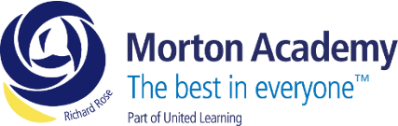 Richard Rose
Morton Academy
The best in everyone™
Part of United Learning